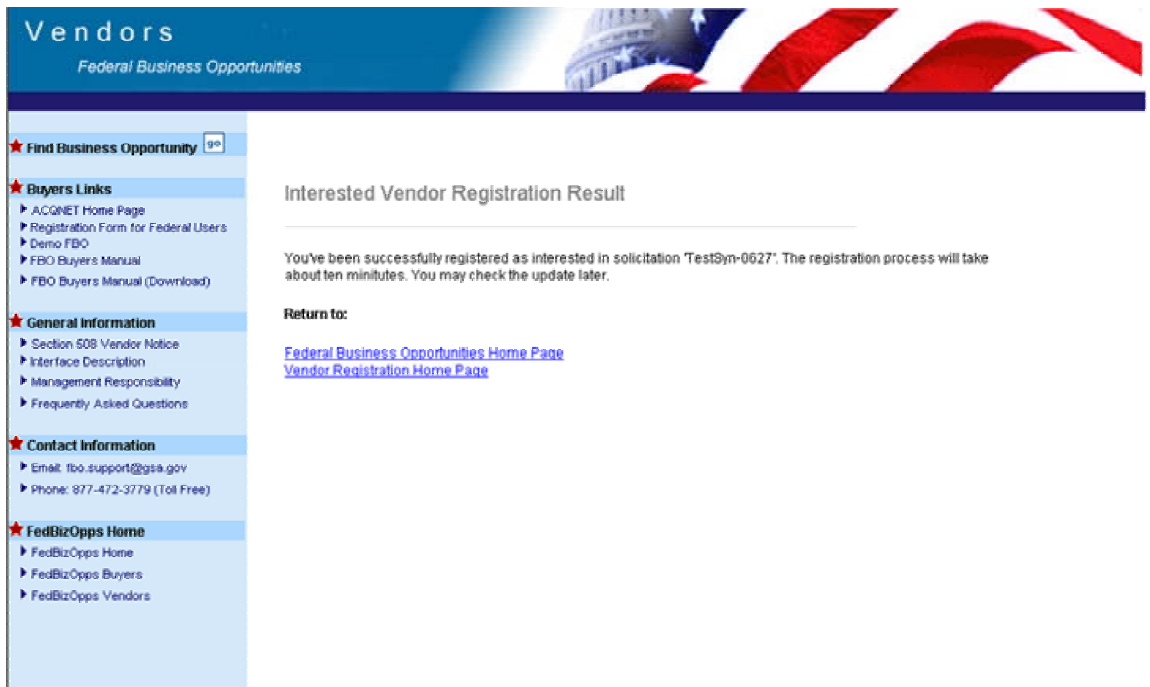 Vendors
Federal Business Opportunities
Find Business Opportunity go
Buyers Links
ACQNET Home Page
Registration Form for Federal Users
Demo FBO
FBO Buyers Manual
FBO Buyers Manual (Download)
General Information
Section 508 Vendor Notice
Interface Description
Management Responsibility
Frequently Asked Questions
Contact Information
Email: fbo.support@gsa.gov
Phone: 877-472-3779 (Toll Free)
FedBizOpps Home
FedBizOpps Home
FedBizOpps Buyers
FedBizOpps Vendors
Interested Vendor Registration Result
You've been successfully registered as interested in solicitation 'TestSyn-0627'. The registration process will take
about ten minitutes. You may check the update later.
Return to:
Federal Business Opportunities Home Page
Vendor Registration Home Page